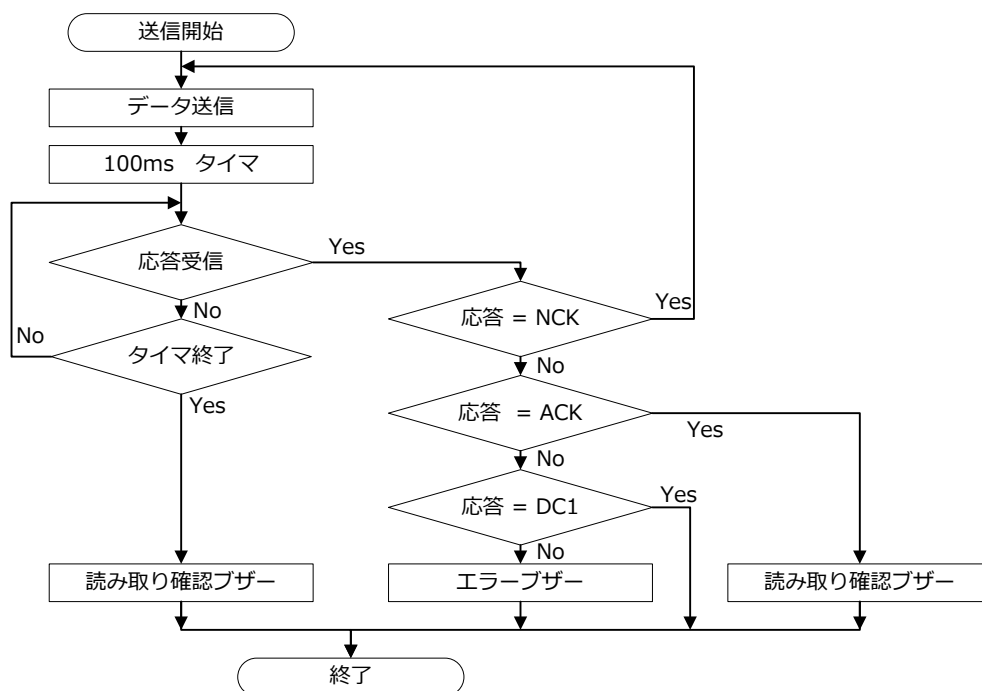 送信開始
データ送信
100ms タイマ
応答受信
Yes
No
タイマ終了
No
Yes
応答 = NCK
Yes
No
応答 = ACK
Yes
No
応答 = DC1
Yes
No
読み取り確認ブザー
エラーブザー
読み取り確認ブザー
終了